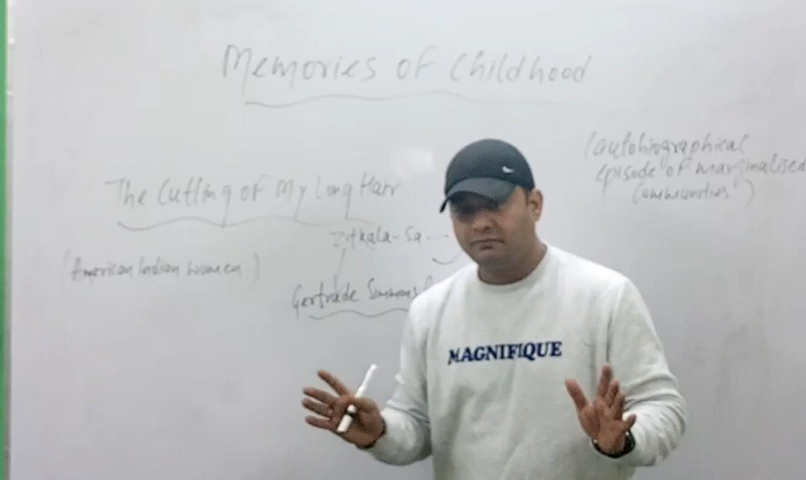 Memories of Childhood
(autobiographical
episode of marginalised
Communities)
The Cutting of My Long Hair
Zitkala-Sa
(American Indian women)
Gertrude Simmons
MAGNIFIQUE